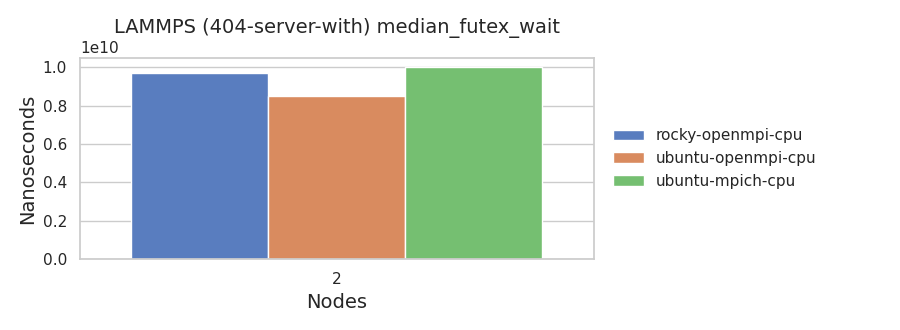 LAMMPS (404-server-with) median_futex_wait
1e10
1.0
0.8
0.6
0.4
0.2
0.0
Nanoseconds
2
Nodes
rocky-openmpi-cpu
ubuntu-openmpi-cpu
ubuntu-mpich-cpu